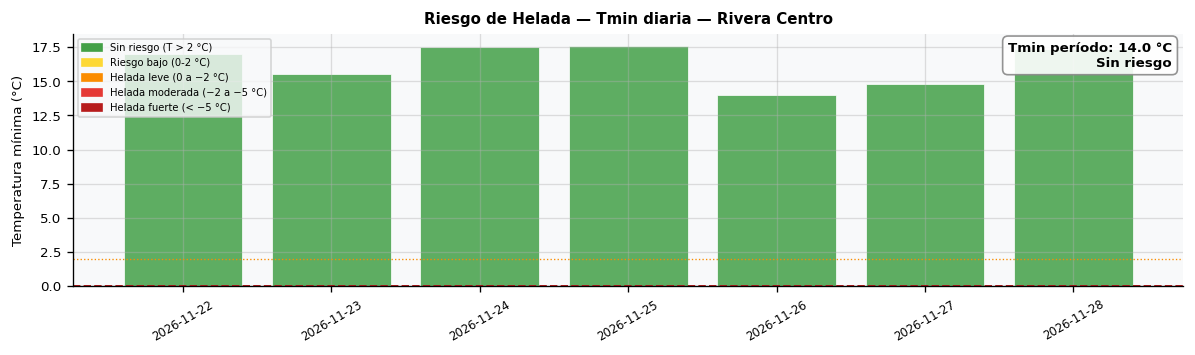 Riesgo de Helada — Tmin diaria — Rivera Centro
Temperatura mínima (°C)
17.5
15.0
12.5
10.0
7.5
5.0
2.5
0.0
Sin riesgo (T > 2 °C)
Riesgo bajo (0-2 °C)
Helada leve (0 a −2 °C)
Helada moderada (−2 a −5 °C)
Helada fuerte (< −5 °C)
Tmin período: 14.0 °C
Sin riesgo
2026-11-22
2026-11-23
2026-11-24
2026-11-25
2026-11-26
2026-11-27
2026-11-28